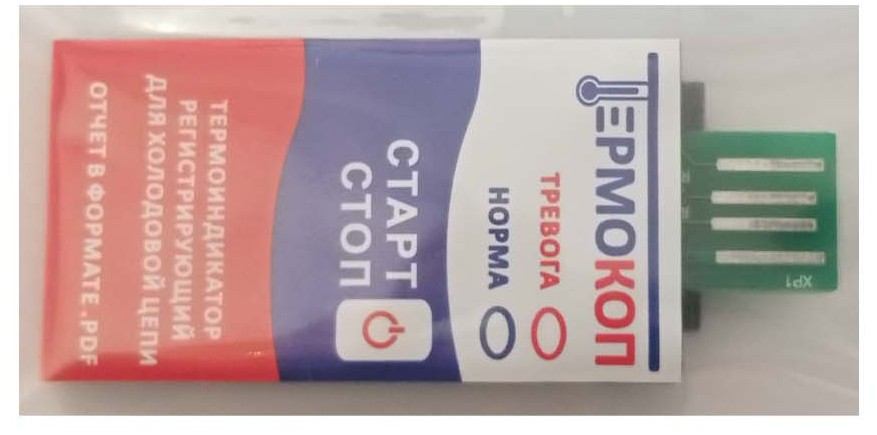 ТЕРМОКОП
ТРЕВОГА
НОРМА
СТАРТ
СТОП
ТЕРМОИНДИКАТОР
РЕГИСТРИРУЮЩИЙ
ДЛЯ ХОЛОДОВОЙ ЦЕПИ
ОТЧЕТ В ФОРМАТЕ.PDF
XP1